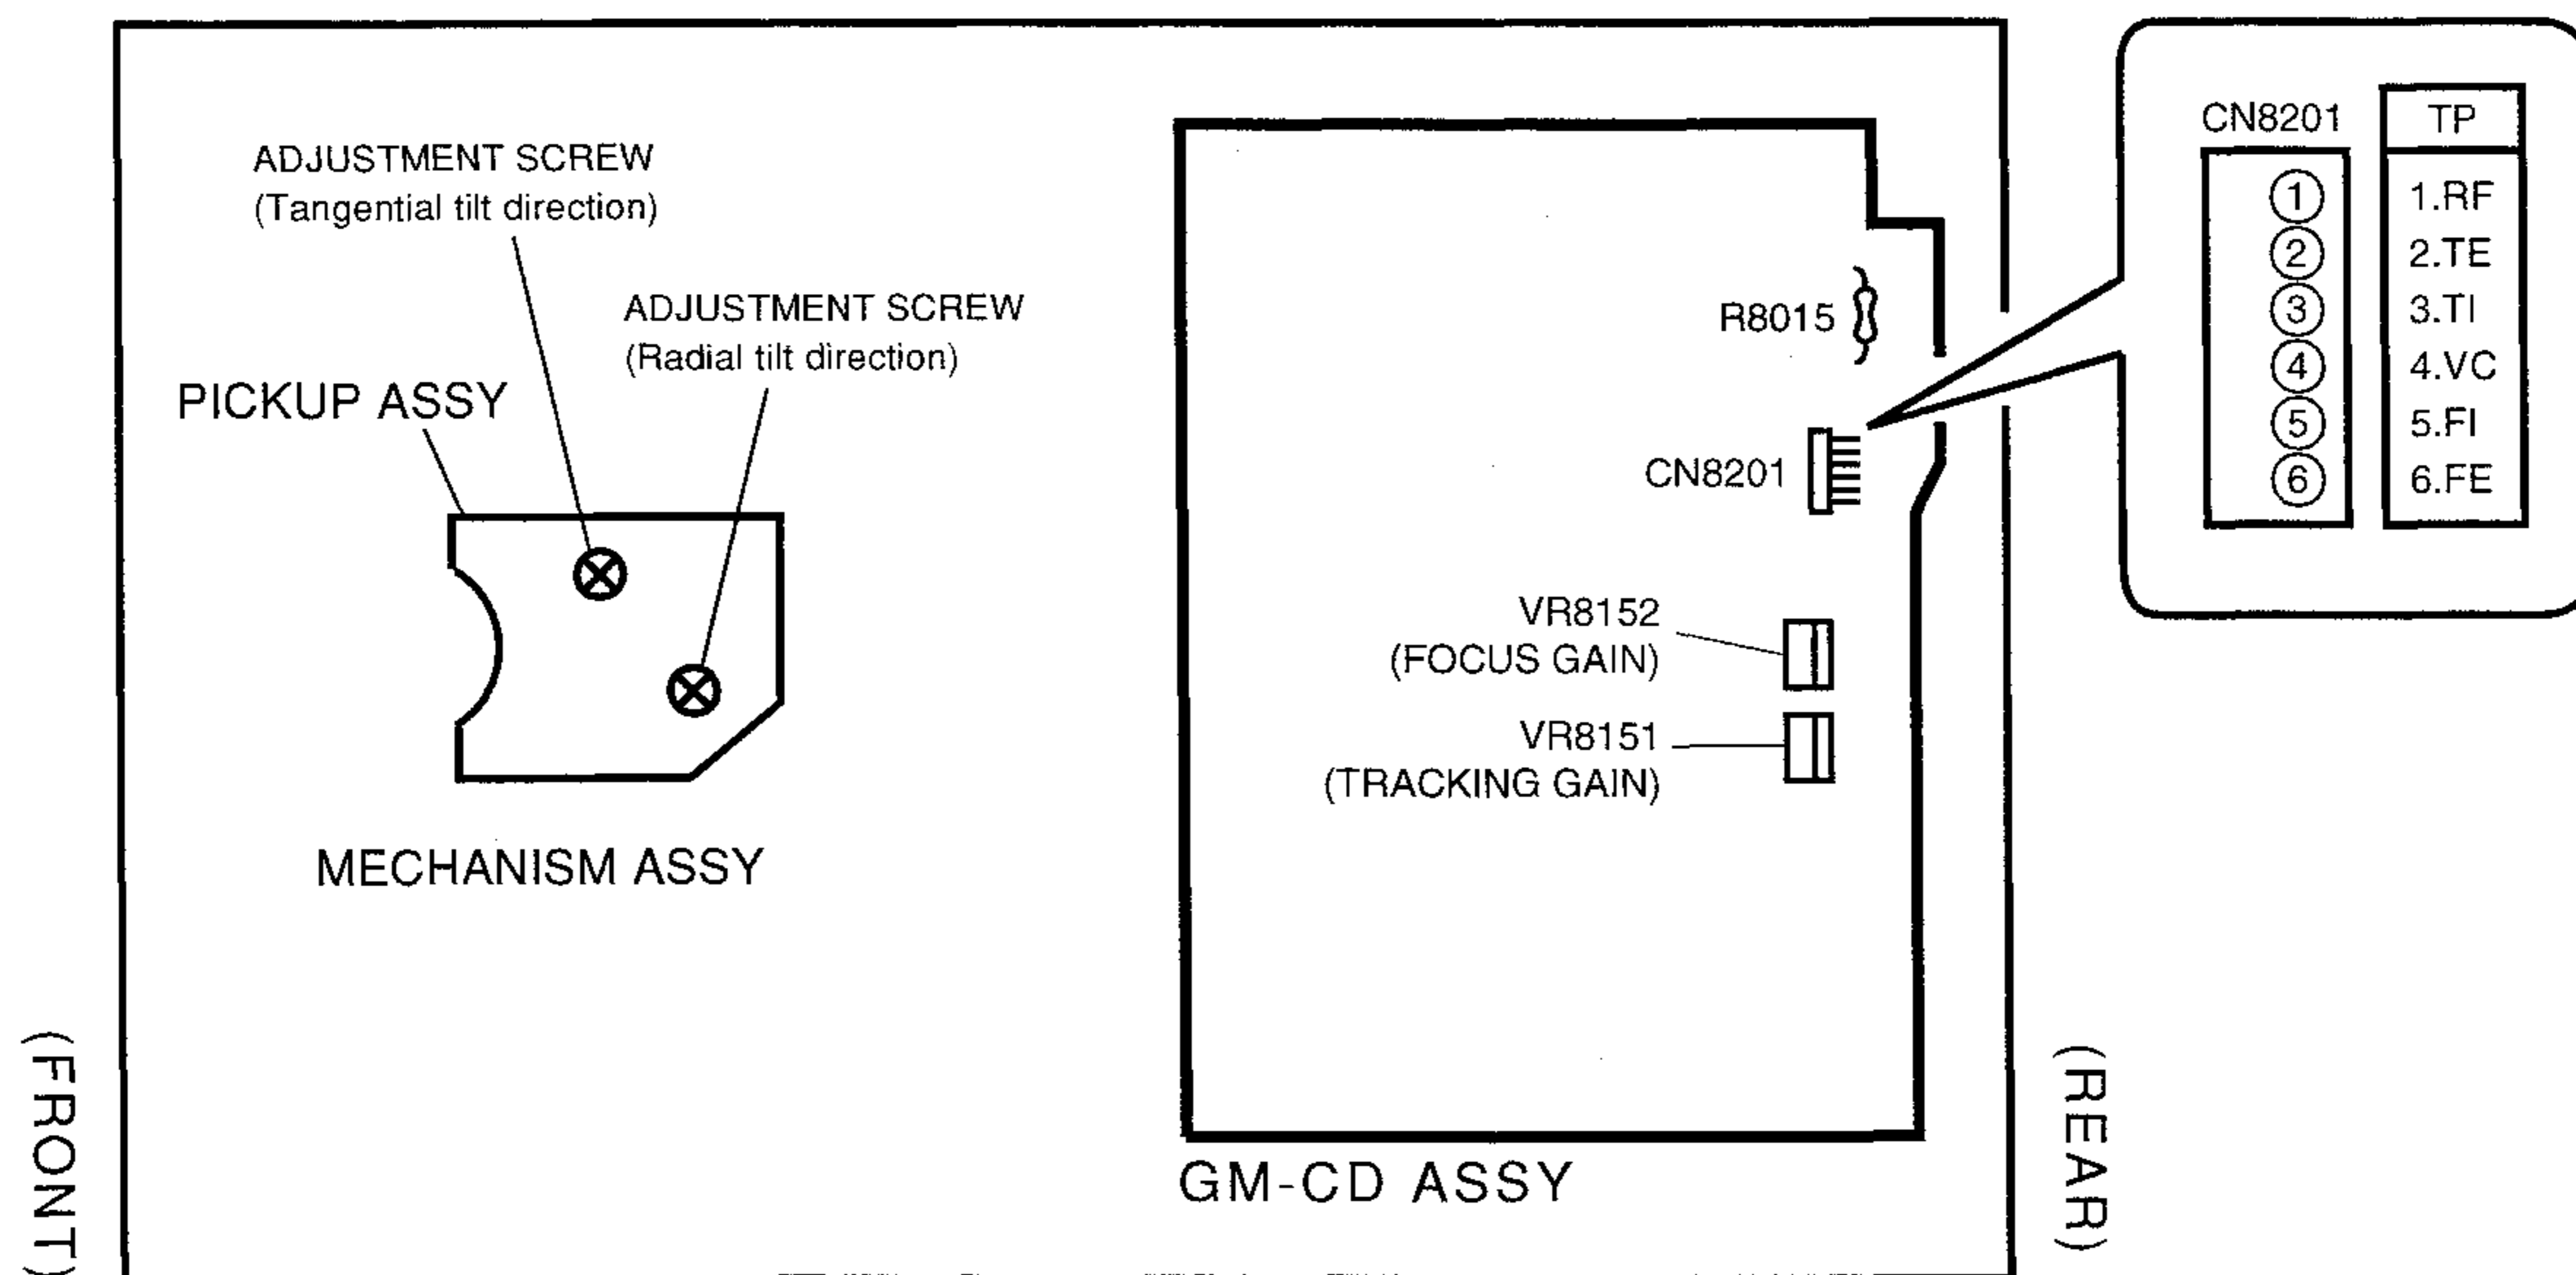 ADJUSTMENT SCREW
(Tangential tilt direction)
ADJUSTMENT SCREW
(Radial tilt direction)
PICKUP ASSY
MECHANISM ASSY
(FRONT)
R8015
CN8201
VR8152
(FOCUS GAIN)
VR8151
(TRACKING GAIN)
GM-CD ASSY
(REAR)
CN8201
1
2
3
4
5
6
TP
1.RF
2.TE
3.TI
4.VC
5.FI
6.FE